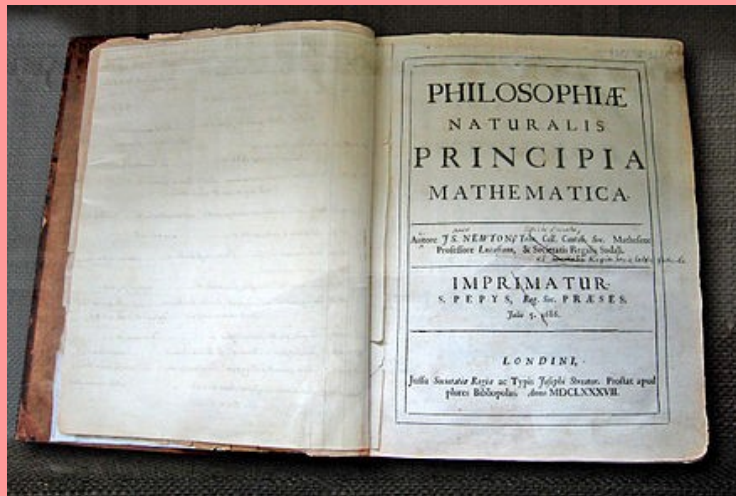 PHILOSOPHIÆ
NATURALIS
PRINCIPIA
MATHEMATICA.
Autore J S. NEWTON, Trin. Coll. Cantab. Soc. Matheseos
Professore Lucasiano, & Societatis Regalis Sodali.
IMPRIMATUR.
S. PEPYS, Reg. Soc. PRÆSES.
Julii 5. 1686.
LONDINI,
Jussu Societatis Regiæ ac Typis Josephi Streater. Prostat apud
plures Bibliopolas. Anno MDCLXXXVII.